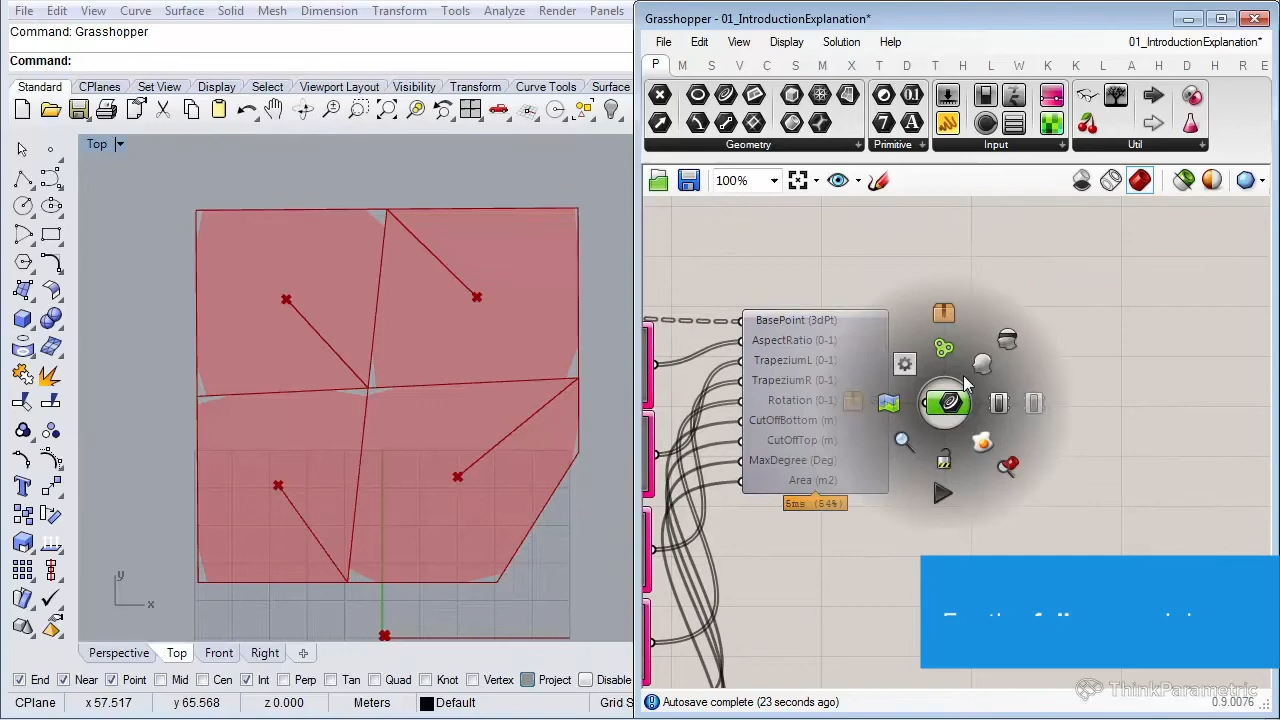 File Edit View Curve Surface Solid Mesh Dimension Transform Tools Analyze Render Panels
Command: Grasshopper
Command:
Standard CPlanes Set View Display Select Viewport Layout Visibility Transform Curve Tools Surface
Top
y
x
Perspective Top Front Right
End Near Point Mid Cen Int Perp Tan Quad Knot Vertex Project Disable
CPlane x 57.517 y 65.568 z 0.000 Meters Default Grid S
Grasshopper - 01_IntroductionExplanation*
File Edit View Display Solution Help 01_IntroductionExplanation*
P M S V C S M I X T D T H L W K K L A H D H R E
Geometry Primitive Input Util
100%
BasePoint (3dPt)
AspectRatio (0-1)
TrapeziumL (0-1)
TrapeziumR (0-1)
Rotation (0-1)
CutOffBottom (m)
CutOffTop (m)
MaxDegree (Deg)
Area (m2)
5ms (54%)
ThinkParametric
Autosave complete (23 seconds ago) 0.9.0076